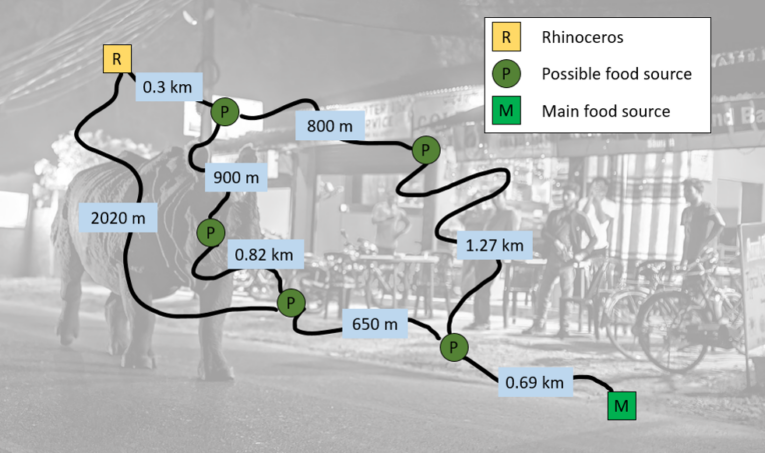 R
Rhinoceros
P
Possible food source
M
Main food source
R
0.3 km
P
800 m
P
900 m
2020 m
P
0.82 km
1.27 km
P
650 m
P
0.69 km
M